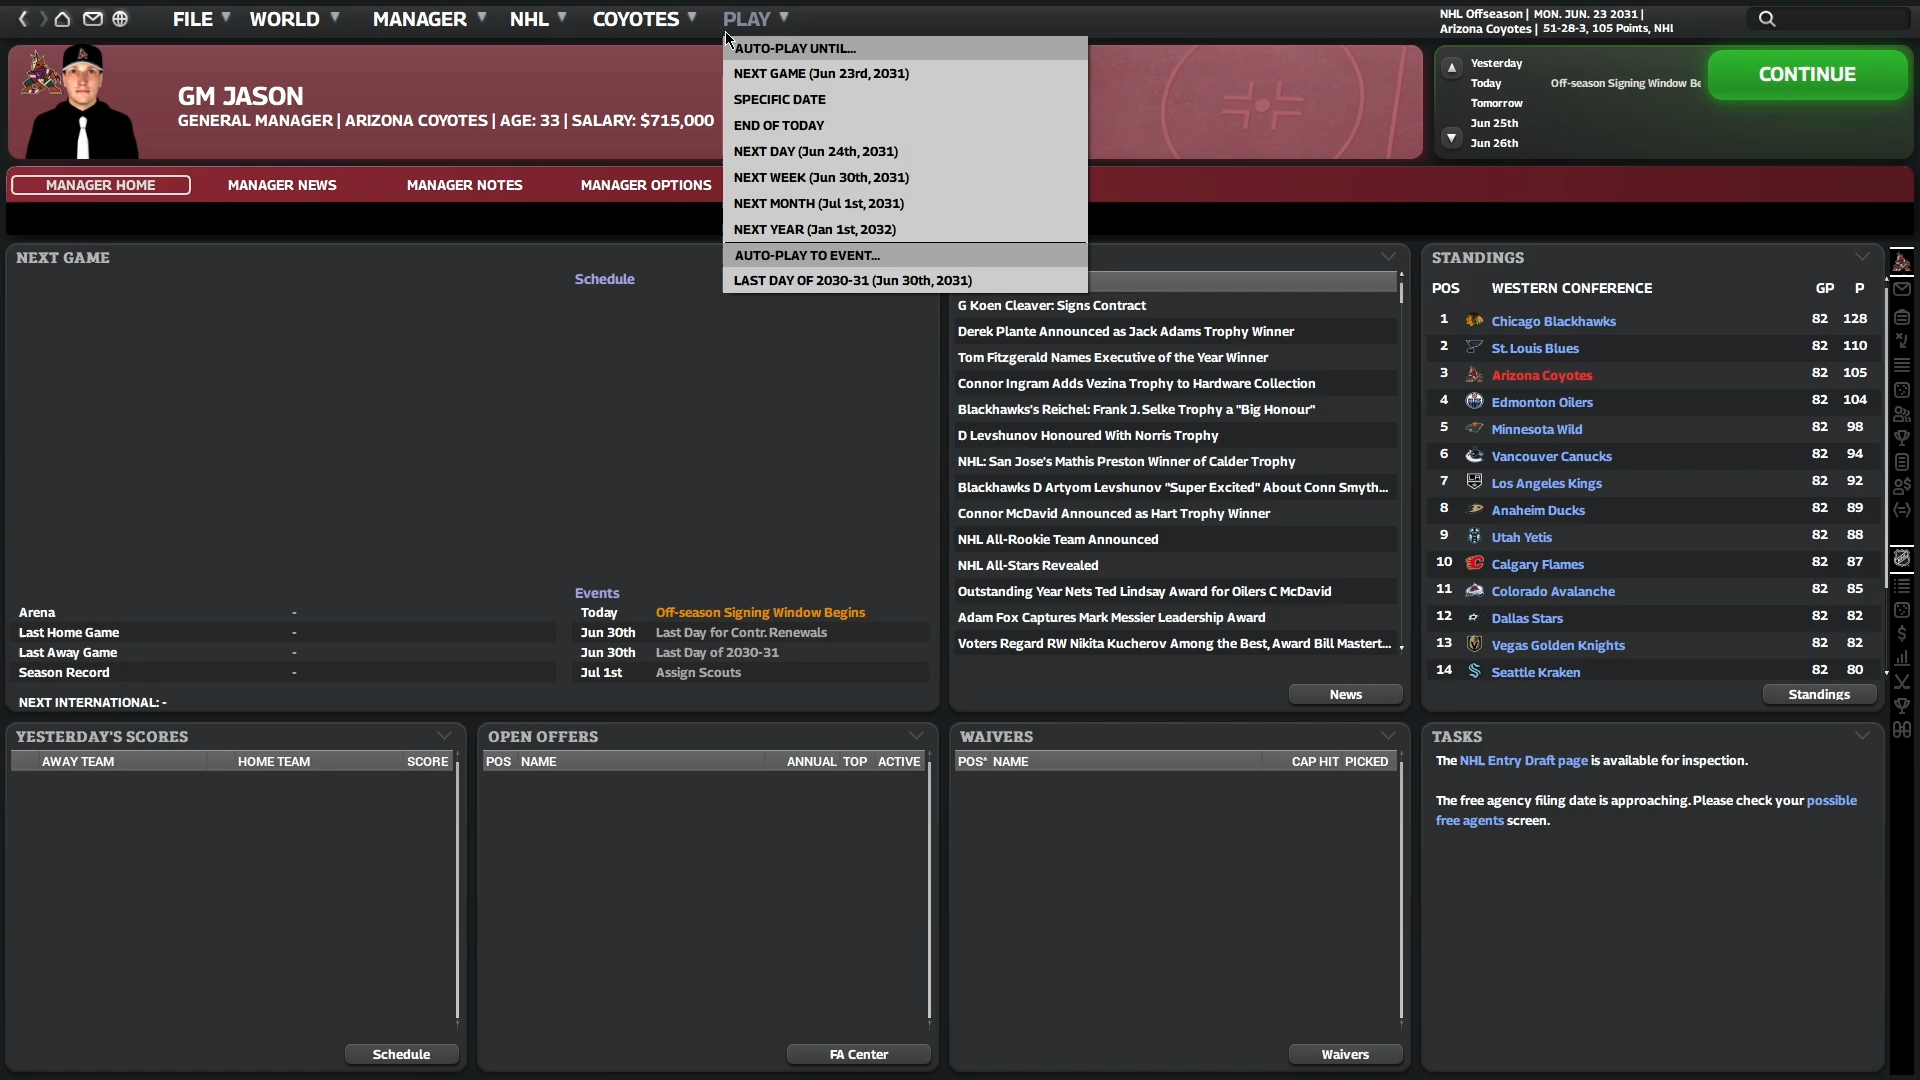 FILE
WORLD
MANAGER
NHL
COYOTES
PLAY
NHL Offseason | MON. JUN. 23 2031 |
Arizona Coyotes | 51-28-3, 105 Points, NHL
AUTO-PLAY UNTIL...
NEXT GAME (Jun 23rd, 2031)
SPECIFIC DATE
END OF TODAY
NEXT DAY (Jun 24th, 2031)
NEXT WEEK (Jun 30th, 2031)
NEXT MONTH (Jul 1st, 2031)
NEXT YEAR (Jan 1st, 2032)
AUTO-PLAY TO EVENT...
LAST DAY OF 2030-31 (Jun 30th, 2031)
GM JASON
GENERAL MANAGER | ARIZONA COYOTES | AGE: 33 | SALARY: $715,000
Yesterday
Today Off-season Signing Window Be
Tomorrow
Jun 25th
Jun 26th
CONTINUE
MANAGER HOME
MANAGER NEWS
MANAGER NOTES
MANAGER OPTIONS
NEXT GAME
Schedule
Arena -
Last Home Game -
Last Away Game -
Season Record -
NEXT INTERNATIONAL: -
Events
Today Off-season Signing Window Begins
Jun 30th Last Day for Contr. Renewals
Jun 30th Last Day of 2030-31
Jul 1st Assign Scouts
G Koen Cleaver: Signs Contract
Derek Plante Announced as Jack Adams Trophy Winner
Tom Fitzgerald Names Executive of the Year Winner
Connor Ingram Adds Vezina Trophy to Hardware Collection
Blackhawks's Reichel: Frank J. Selke Trophy a "Big Honour"
D Levshunov Honoured With Norris Trophy
NHL: San Jose's Mathis Preston Winner of Calder Trophy
Blackhawks D Artyom Levshunov "Super Excited" About Conn Smyth...
Connor McDavid Announced as Hart Trophy Winner
NHL All-Rookie Team Announced
NHL All-Stars Revealed
Outstanding Year Nets Ted Lindsay Award for Oilers C McDavid
Adam Fox Captures Mark Messier Leadership Award
Voters Regard RW Nikita Kucherov Among the Best, Award Bill Mastert...
News
STANDINGS
POS WESTERN CONFERENCE GP P
1 Chicago Blackhawks 82 128
2 St. Louis Blues 82 110
3 Arizona Coyotes 82 105
4 Edmonton Oilers 82 104
5 Minnesota Wild 82 98
6 Vancouver Canucks 82 94
7 Los Angeles Kings 82 92
8 Anaheim Ducks 82 89
9 Utah Yetis 82 88
10 Calgary Flames 82 87
11 Colorado Avalanche 82 85
12 Dallas Stars 82 82
13 Vegas Golden Knights 82 82
14 Seattle Kraken 82 80
Standings
YESTERDAY'S SCORES
AWAY TEAM HOME TEAM SCORE
Schedule
OPEN OFFERS
POS NAME ANNUAL TOP ACTIVE
FA Center
WAIVERS
POS* NAME CAP HIT PICKED
Waivers
TASKS
The NHL Entry Draft page is available for inspection.
The free agency filing date is approaching. Please check your possible
free agents screen.